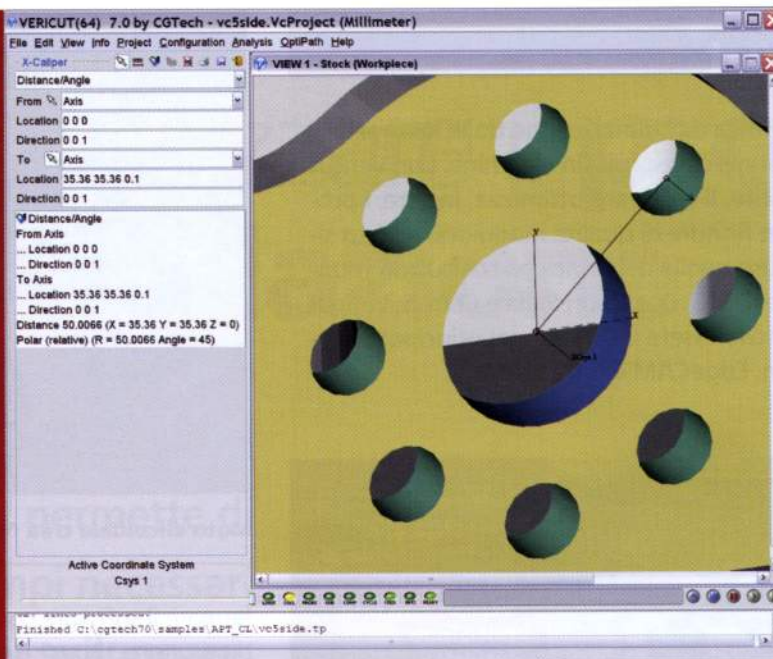 VERICUT(64) 7.0 by CGTech - vc5side.VcProject (Millimeter)
File Edit View Info Project Configuration Analysis OptiPath Help
X-Caliper
VIEW 1 - Stock (Workpiece)
Distance/Angle
From Axis
Location 0 0 0
Direction 0 0 1
To Axis
Location 35.36 35.36 0.1
Direction 0 0 1
Distance/Angle
From Axis
... Location 0 0 0
... Direction 0 0 1
To Axis
... Location 35.36 35.36 0.1
... Direction 0 0 1
Distance 50.0066 (X = 35.36 Y = 35.36 Z = 0)
Polar (relative) (R = 50.0066 Angle = 45)
Y
X
Csys 1
Active Coordinate System
Csys 1
lines processed.
Finished C:\cgtech70\samples\APT_CL\vc5side.tp